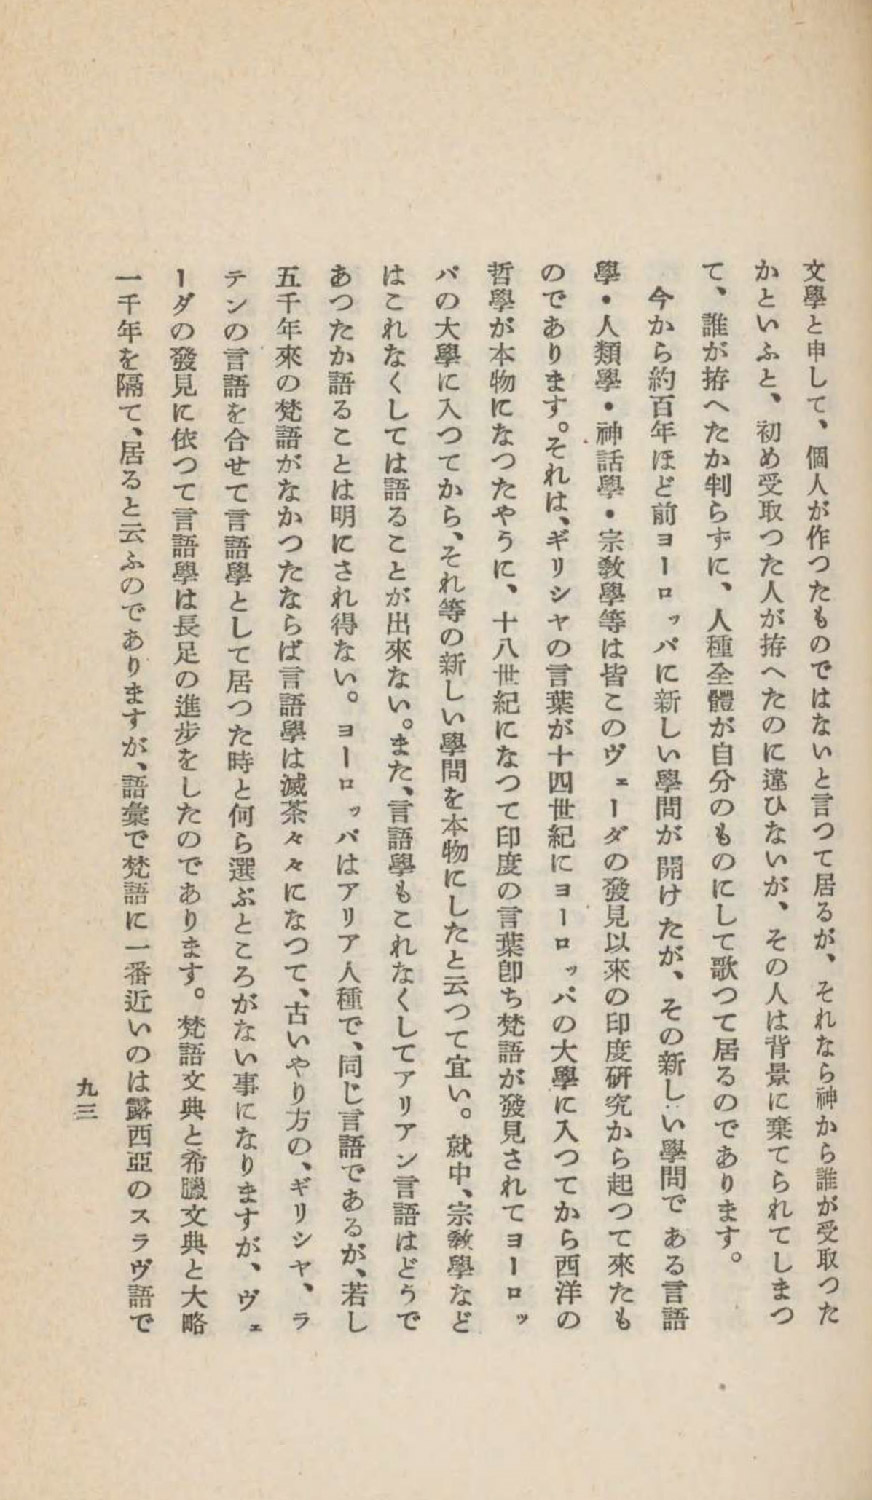 文學と申して、個人が作つたものではないと言つて居るが、それなら神から誰が受取つた
かといふと、初め受取つた人が拵へたのに違ひないが、その人は背景に棄てられてしまつ
て、誰が拵へたか判らずに、人種全體が自分のものにして歌つて居るのであります。
今から約百年ほど前ヨーロッパに新しい學問が開けたが、その新しい學問である言語
學・人類學・神話學・宗敎學等は皆このヴェーダの發見以來の印度硏究から起つて來たも
のであります。それは、ギリシヤの言葉が十四世紀にヨーロッパの大學に入つてから西洋の
哲學が本物になつたやうに、十八世紀になつて印度の言葉卽ち梵語が發見されてヨーロッ
パの大學に入つてから、それ等の新しい學問を本物にしたと云つて宜い。就中、宗敎學など
はこれなくしては語ることが出來ない。また、言語學もこれなくしてアリアン言語はどうで
あつたか語ることは明にされ得ない。ヨーロッパはアリア人種で、同じ言語であるが、若し
五千年來の梵語がなかつたならば言語學は滅茶々々になつて、古いやり方の、ギリシヤ、ラ
テンの言語を合せて言語學として居つた時と何ら選ぶところがない事になりますが、ヴェ
ーダの發見に依つて言語學は長足の進步をしたのであります。梵語文典と希臘文典と大略
一千年を隔て、居ると云ふのでありますが、語彙で梵語に一番近いのは露西亞のスラヴ語で
九三